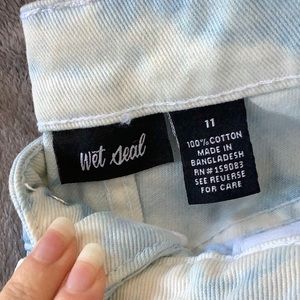 Wet Seal
11
100% COTTON
MADE IN
BANGLADESH
RN# 159083
SEE REVERSE
FOR CARE